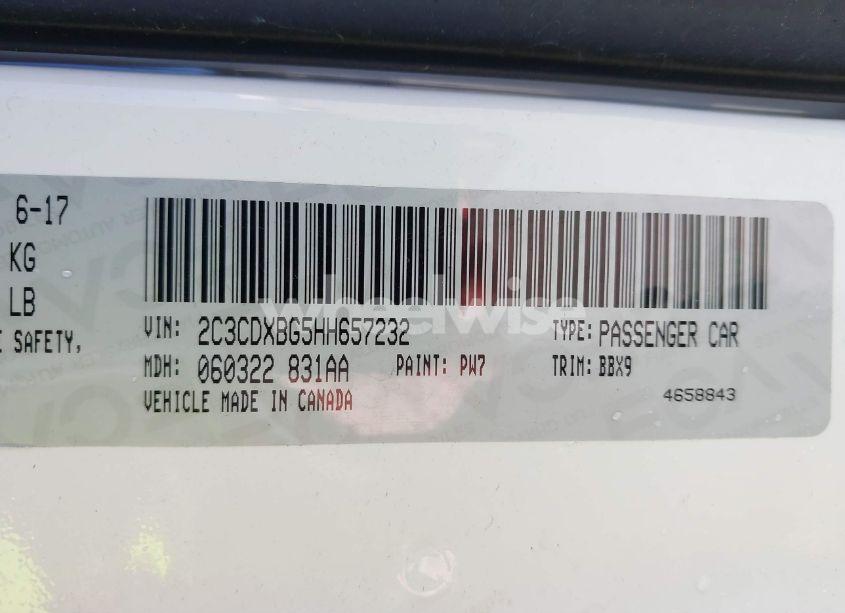 6-17
KG
LB
E SAFETY,
wheelwise
VIN: 2C3CDXBG5HH657232 TYPE: PASSENGER CAR
MDH: 060322 831AA PAINT: PW7 TRIM: BBX9
VEHICLE MADE IN CANADA 4658843